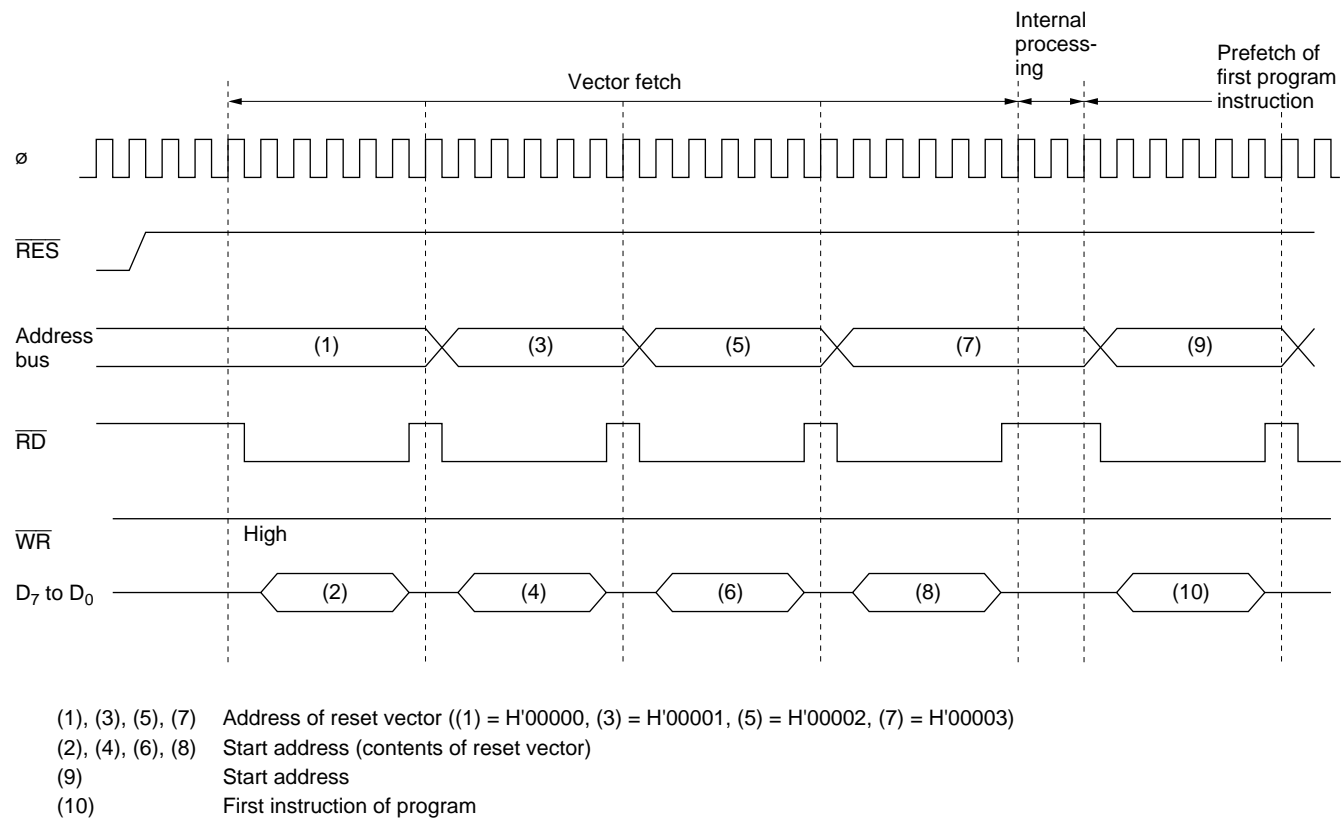 Internal
process-
ing
Prefetch of
first program
instruction
Vector fetch
ø
RES
Address
bus
(1)
(3)
(5)
(7)
(9)
RD
WR
High
D7 to D0
(2)
(4)
(6)
(8)
(10)
(1), (3), (5), (7) Address of reset vector ((1) = H'00000, (3) = H'00001, (5) = H'00002, (7) = H'00003)
(2), (4), (6), (8) Start address (contents of reset vector)
(9) Start address
(10) First instruction of program